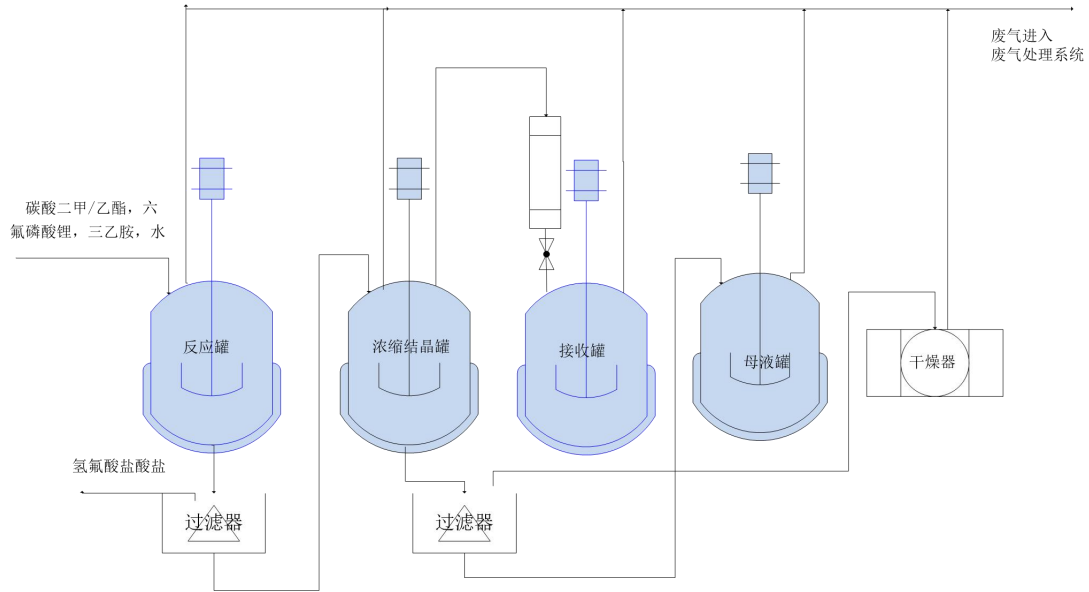 废气进入
废气处理系统
碳酸二甲/乙酯，六
氟磷酸锂，三乙胺，水
反应罐
浓缩结晶罐
接收罐
母液罐
干燥器
氢氟酸盐酸盐
过滤器
过滤器